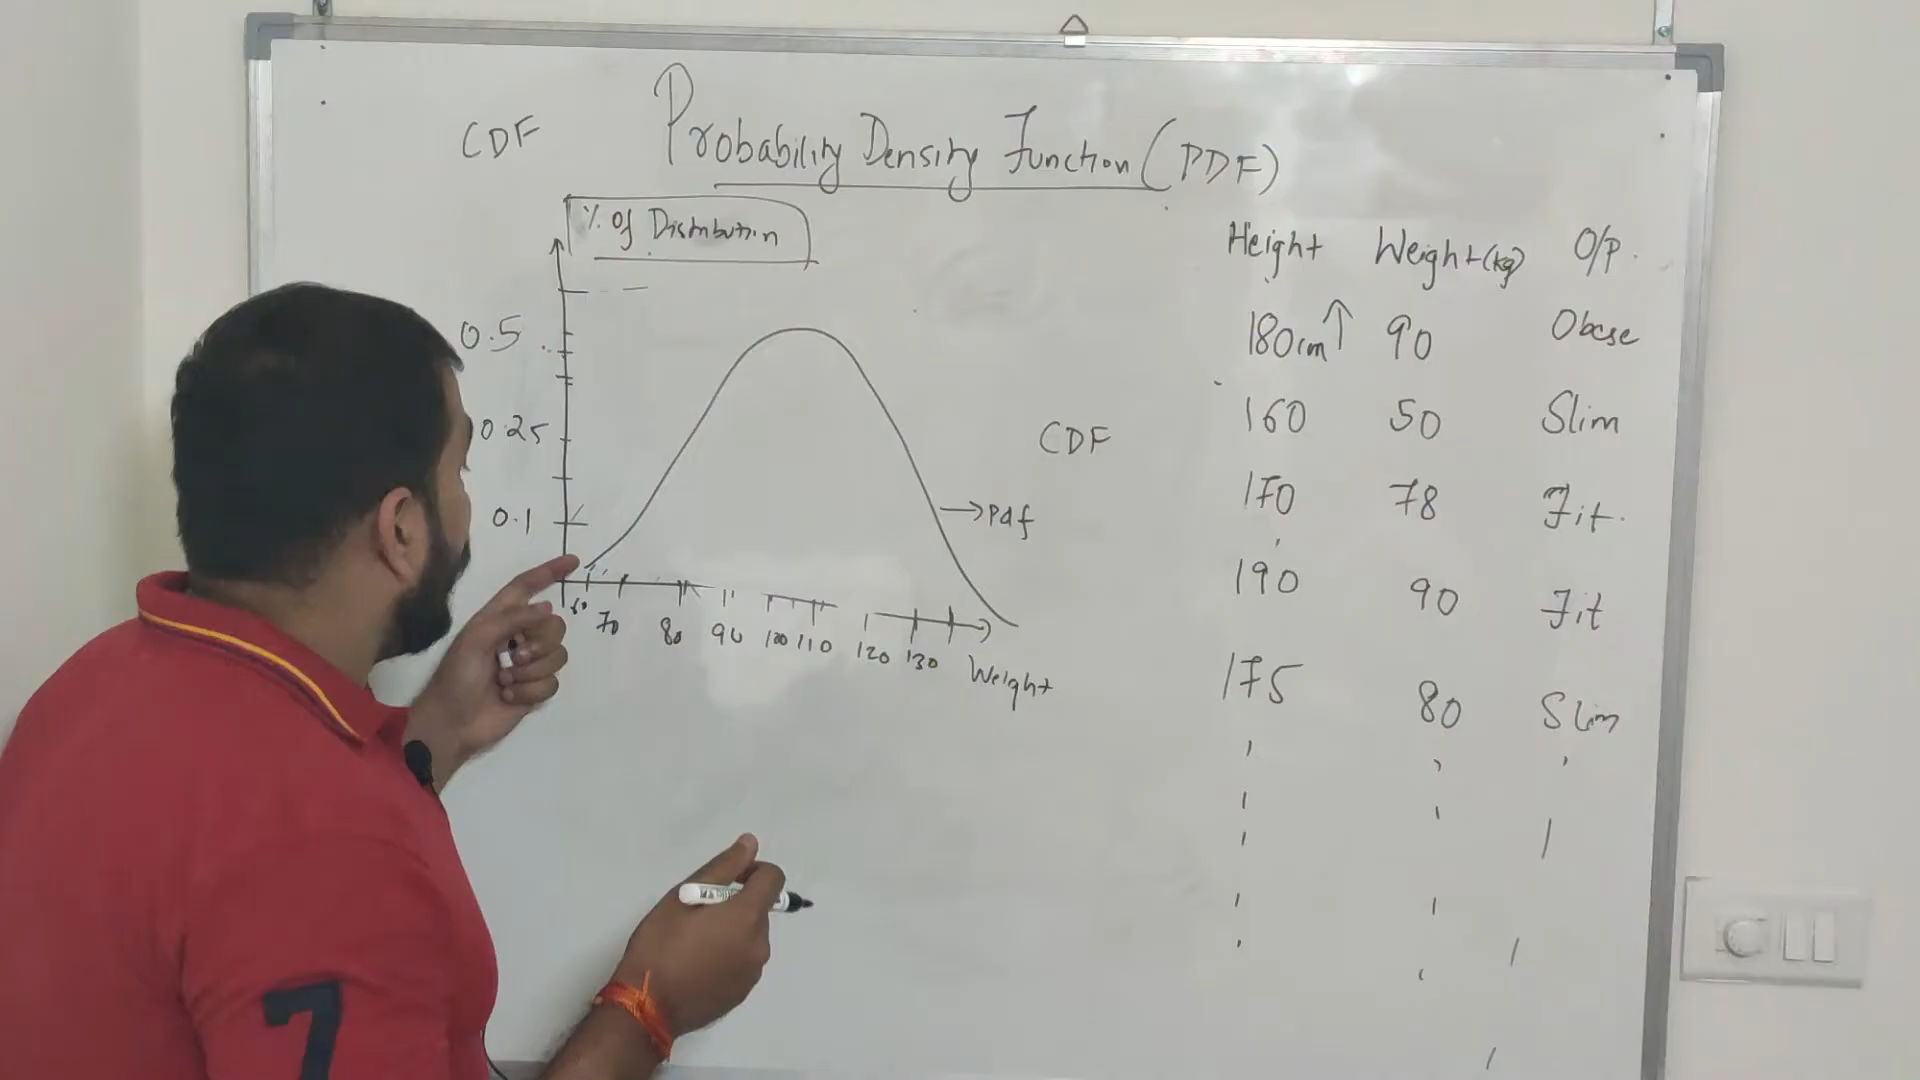 CDF
Probability Density Function (PDF)
% of Distribution
Height Weight(kg) O/P.
180cm 90 Obese
160 50 Slim
170 78 Fit.
190 90 Fit
175 80 Slim
0.5
0.25
0.1
CDF
Pdf
60 70 80 90 100 110 120 130
Weight
7